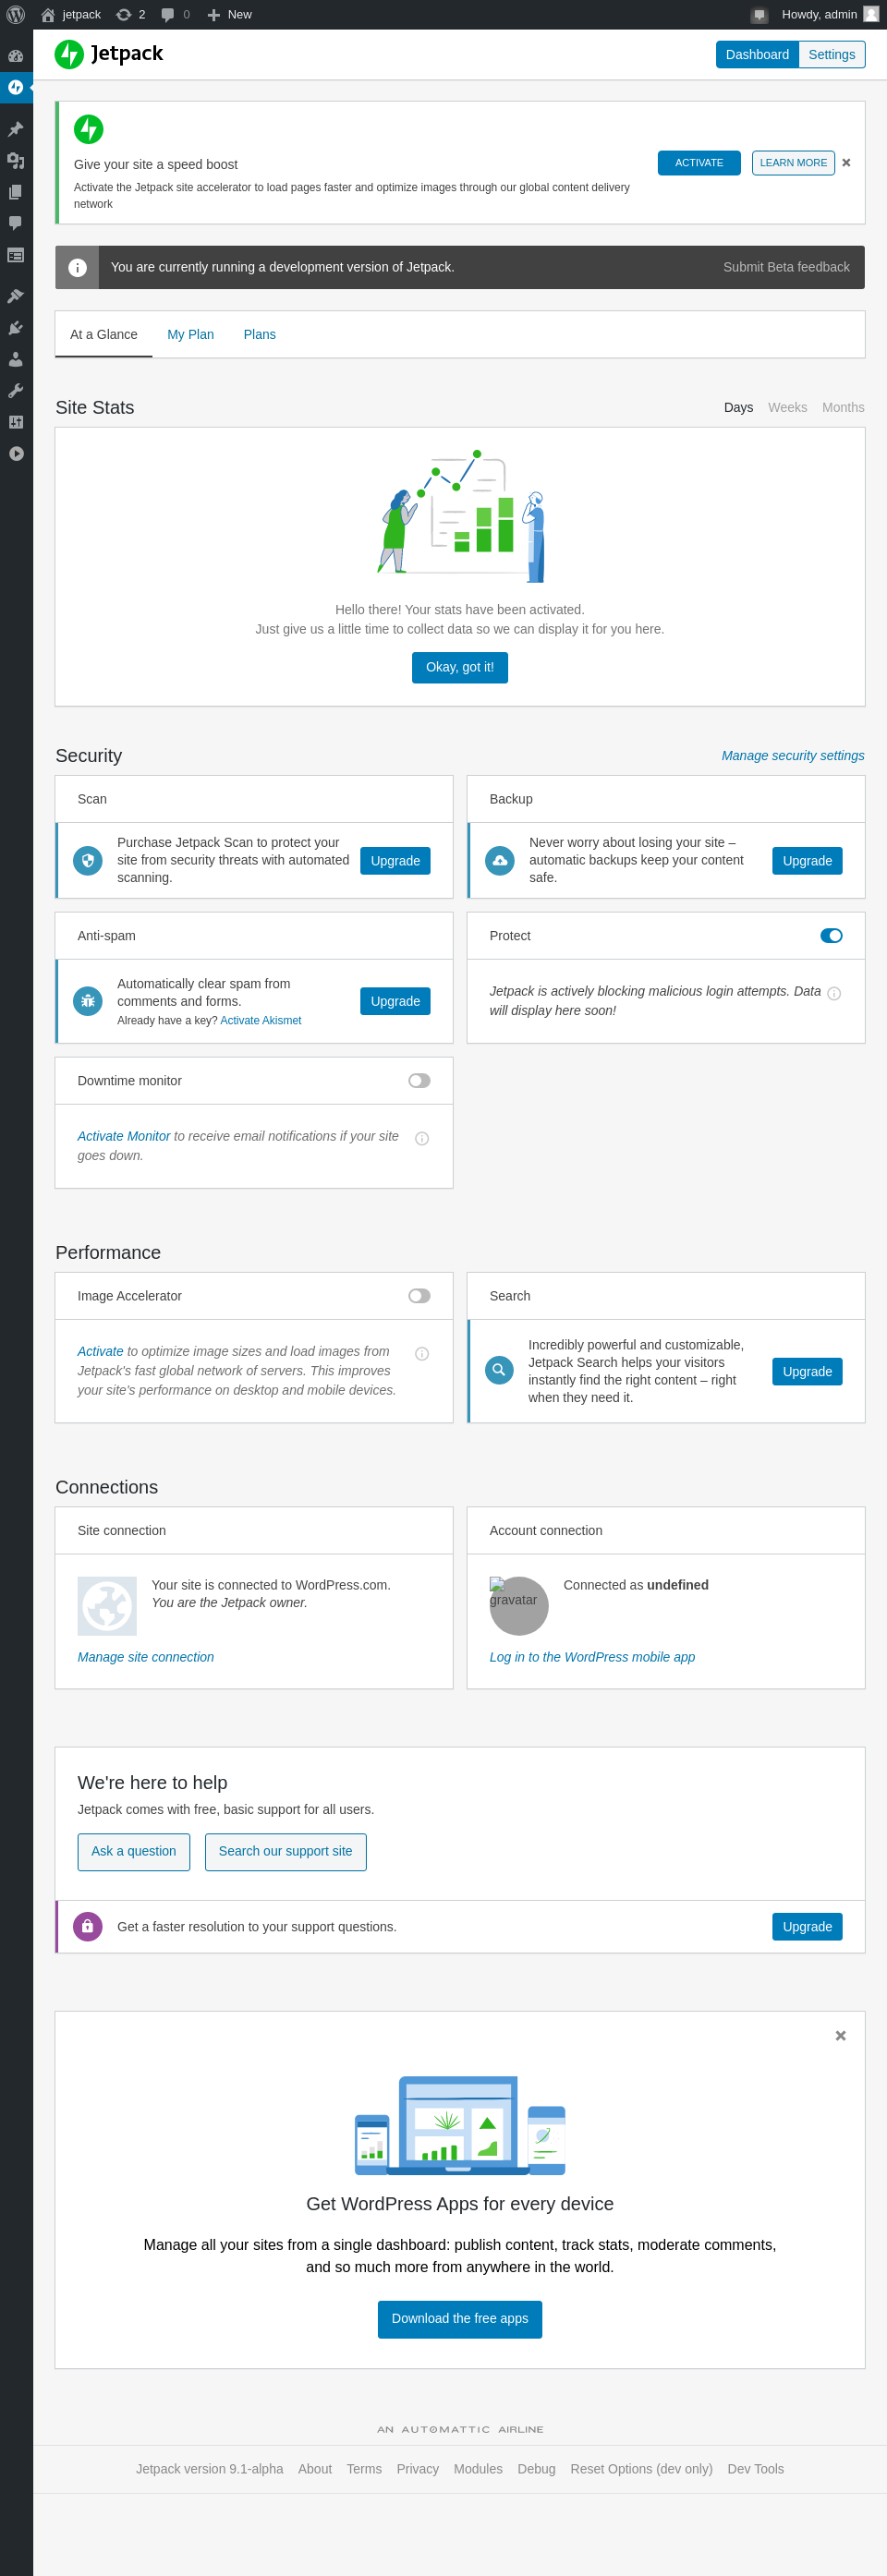 jetpack 2 0 New Howdy, admin
Jetpack Dashboard Settings
Give your site a speed boost
Activate the Jetpack site accelerator to load pages faster and optimize images through our global content delivery
network
ACTIVATE LEARN MORE
You are currently running a development version of Jetpack. Submit Beta feedback
At a Glance My Plan Plans
Site Stats Days Weeks Months
Hello there! Your stats have been activated.
Just give us a little time to collect data so we can display it for you here.
Okay, got it!
Security Manage security settings
Scan
Purchase Jetpack Scan to protect your
site from security threats with automated
scanning.
Upgrade
Backup
Never worry about losing your site –
automatic backups keep your content
safe.
Upgrade
Anti-spam
Automatically clear spam from
comments and forms.
Already have a key? Activate Akismet
Upgrade
Protect
Jetpack is actively blocking malicious login attempts. Data
will display here soon!
Downtime monitor
Activate Monitor to receive email notifications if your site
goes down.
Performance
Image Accelerator
Activate to optimize image sizes and load images from
Jetpack's fast global network of servers. This improves
your site's performance on desktop and mobile devices.
Search
Incredibly powerful and customizable,
Jetpack Search helps your visitors
instantly find the right content – right
when they need it.
Upgrade
Connections
Site connection
Your site is connected to WordPress.com.
You are the Jetpack owner.
Manage site connection
Account connection
gravatar
Connected as undefined
Log in to the WordPress mobile app
We're here to help
Jetpack comes with free, basic support for all users.
Ask a question Search our support site
Get a faster resolution to your support questions. Upgrade
Get WordPress Apps for every device
Manage all your sites from a single dashboard: publish content, track stats, moderate comments,
and so much more from anywhere in the world.
Download the free apps
AN AUTOMATTIC AIRLINE
Jetpack version 9.1-alpha About Terms Privacy Modules Debug Reset Options (dev only) Dev Tools